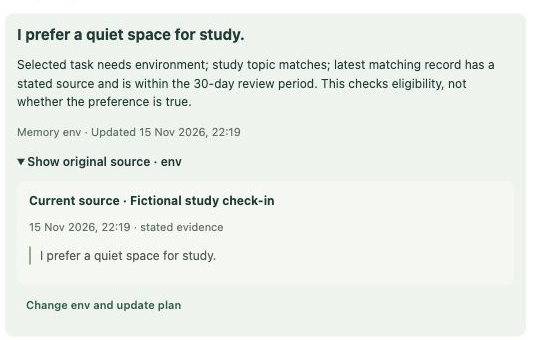 I prefer a quiet space for study.
Selected task needs environment; study topic matches; latest matching record has a
stated source and is within the 30-day review period. This checks eligibility, not
whether the preference is true.
Memory env · Updated 15 Nov 2026, 22:19
▼ Show original source · env
Current source · Fictional study check-in
15 Nov 2026, 22:19 · stated evidence
I prefer a quiet space for study.
Change env and update plan